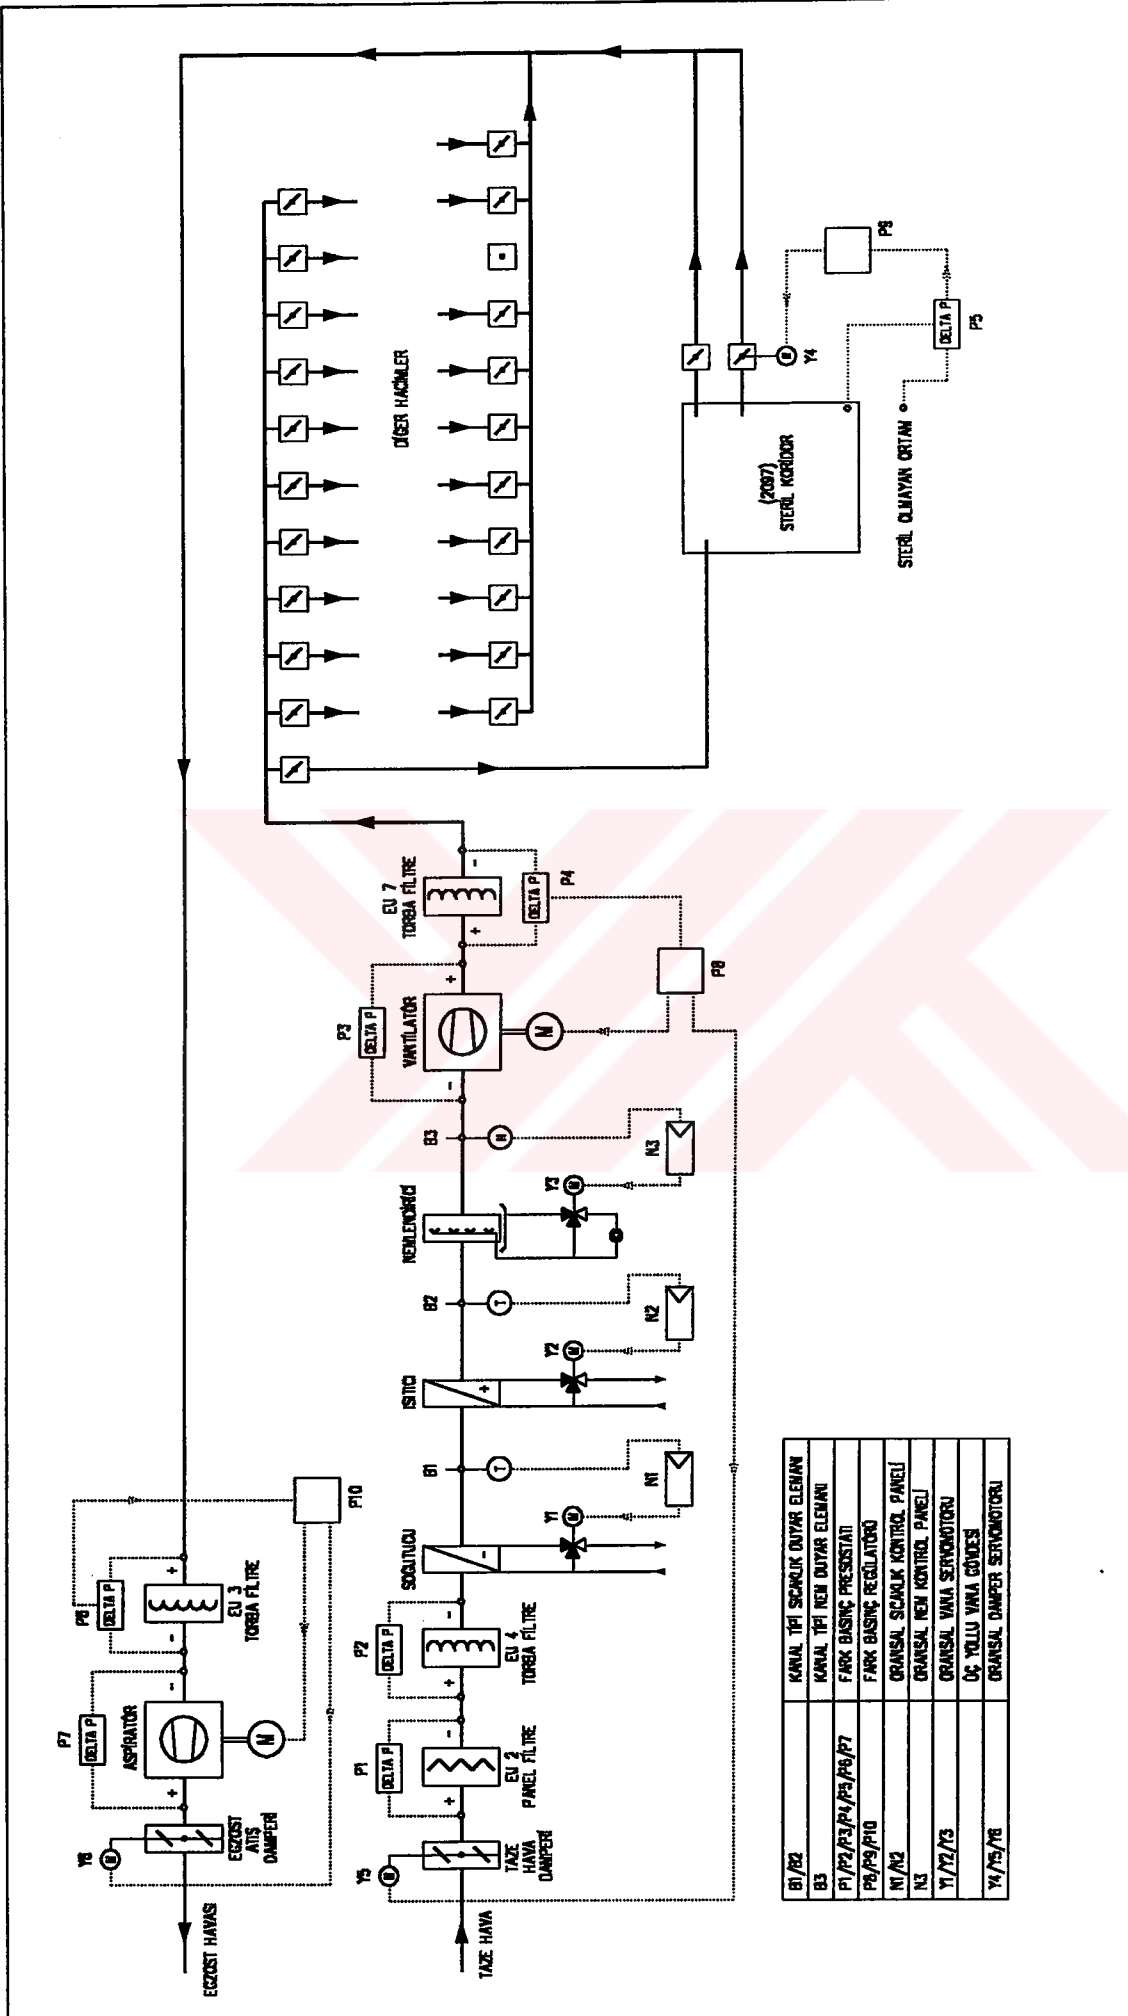 EGZOST HAVASI
Y6
EGZOST
ATIŞ
DAMPERİ
P7
DELTA P
ASPİRATÖR
+
-
M
P6
DELTA P
-
+
EU 3
TORBA FİLTRE
P10
TAZE HAVA
Y5
M
TAZE
HAVA
DAMPERİ
P1
DELTA P
+
-
EU 2
PANEL FİLTRE
P2
DELTA P
+
-
EU 4
TORBA FİLTRE
SOĞUTUCU
-
Y1
M
B1
T
N1
ISITICI
+
Y2
M
B2
T
N2
NEMLENDİRİCİ
Y3
M
B3
N3
P3
DELTA P
VANTİLATÖR
-
+
M
EU 7
TORBA FİLTRE
+
-
DELTA P
P4
P8
DİĞER HACİMLER
(2097)
STERİL KORİDOR
STERİL OLMAYAN ORTAM
Y4
M
DELTA P
P5
P9
B1/B2 KANAL TİPİ SICAKLIK DUYAR ELEMANI
B3 KANAL TİPİ NEM DUYAR ELEMANI
P1/P2/P3/P4/P5/P6/P7 FARK BASINÇ PRESOSTATI
P8/P9/P10 FARK BASINÇ REGÜLATÖRÜ
N1/N2 ORANSAL SICAKLIK KONTROL PANELİ
N3 ORANSAL NEM KONTROL PANELİ
Y1/Y2/Y3 ORANSAL VANA SERVOMOTORU
ÜÇ YOLLU VANA GÖVDESİ
Y4/Y5/Y6 ORANSAL DAMPER SERVOMOTORU